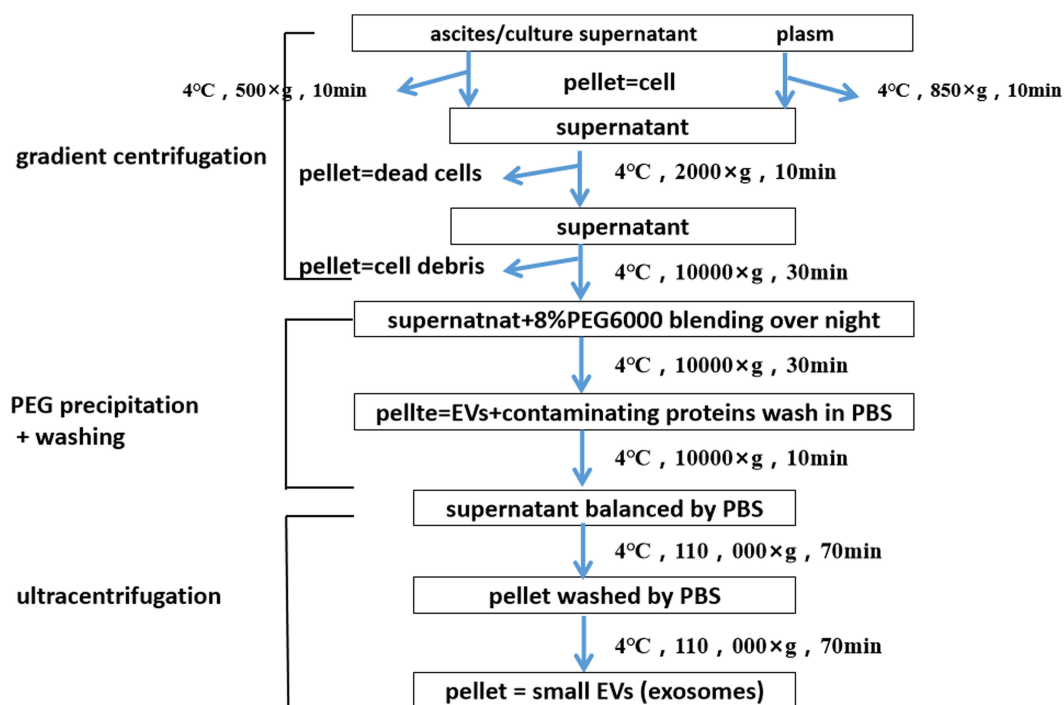 ascites/culture supernatant plasm
4℃ , 500×g , 10min
pellet=cell
4℃ , 850×g , 10min
supernatant
gradient centrifugation
pellet=dead cells
4℃ , 2000×g , 10min
supernatant
pellet=cell debris
4℃ , 10000×g , 30min
supernatnat+8%PEG6000 blending over night
4℃ , 10000×g , 30min
PEG precipitation
+ washing
pellte=EVs+contaminating proteins wash in PBS
4℃ , 10000×g , 10min
supernatant balanced by PBS
4℃ , 110 , 000×g , 70min
ultracentrifugation
pellet washed by PBS
4℃ , 110 , 000×g , 70min
pellet = small EVs (exosomes)